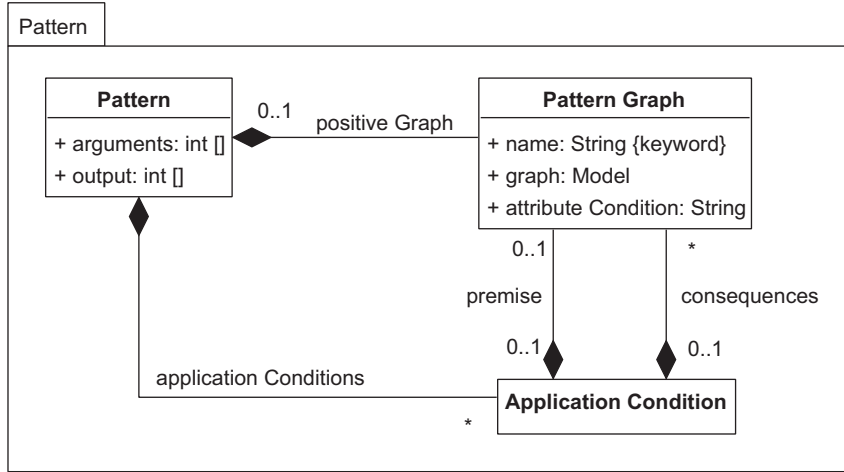 Pattern
Pattern
+ arguments: int []
+ output: int []
0..1
positive Graph
Pattern Graph
+ name: String {keyword}
+ graph: Model
+ attribute Condition: String
0..1
*
premise
consequences
0..1
0..1
application Conditions
*
Application Condition